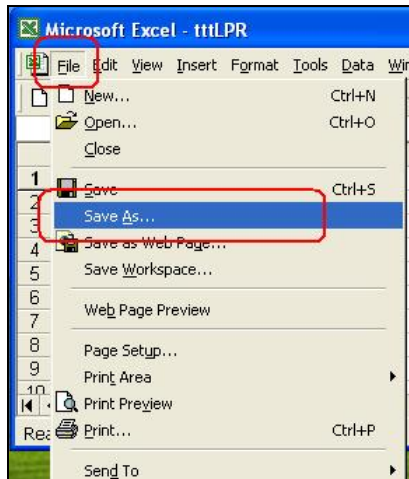 Microsoft Excel - tttLPR
File Edit View Insert Format Tools Data
New... Ctrl+N
Open... Ctrl+O
Close
1
Save Ctrl+S
2
Save As...
3
4
Save as Web Page...
5
Save Workspace...
6
7
Web Page Preview
8
Page Setup...
9
Print Area
10
Print Preview
Print... Ctrl+P
Send To